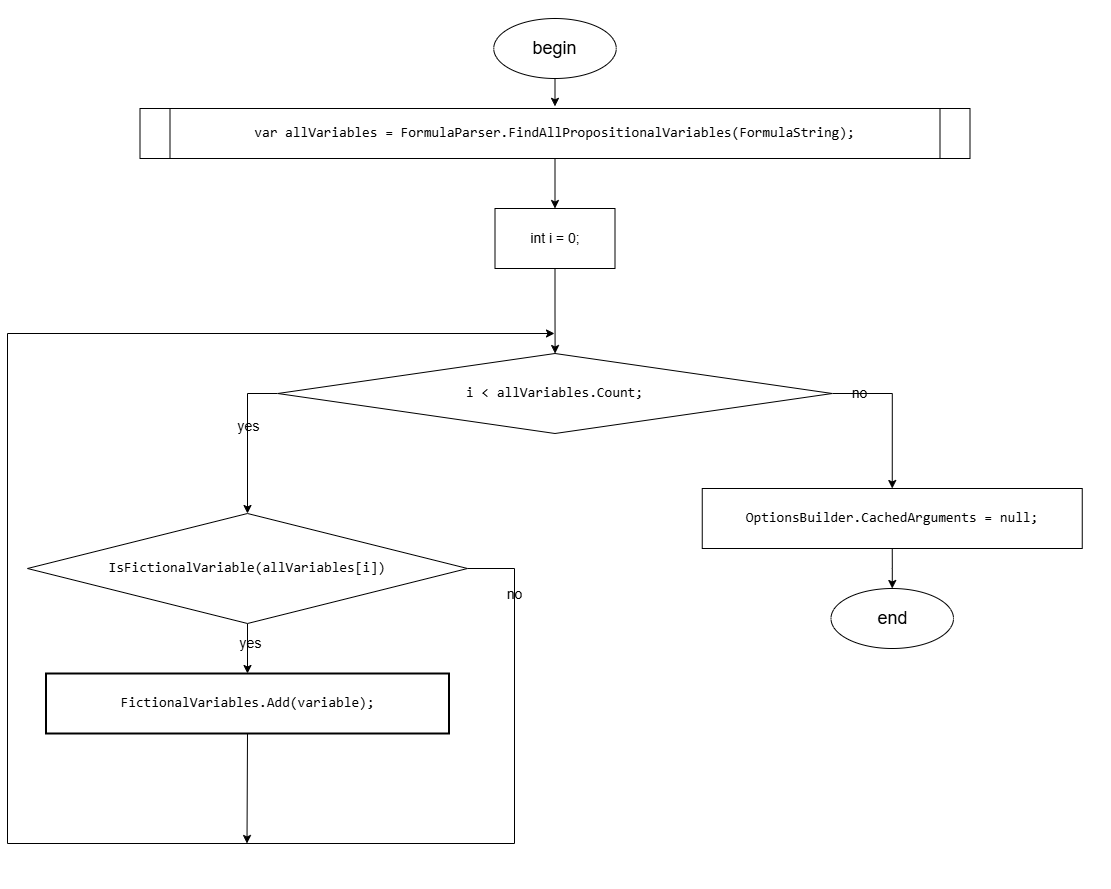 begin
var allVariables = FormulaParser.FindAllPropositionalVariables(FormulaString);
int i = 0;
i < allVariables.Count;
no
yes
OptionsBuilder.CachedArguments = null;
IsFictionalVariable(allVariables[i])
no
end
yes
FictionalVariables.Add(variable);